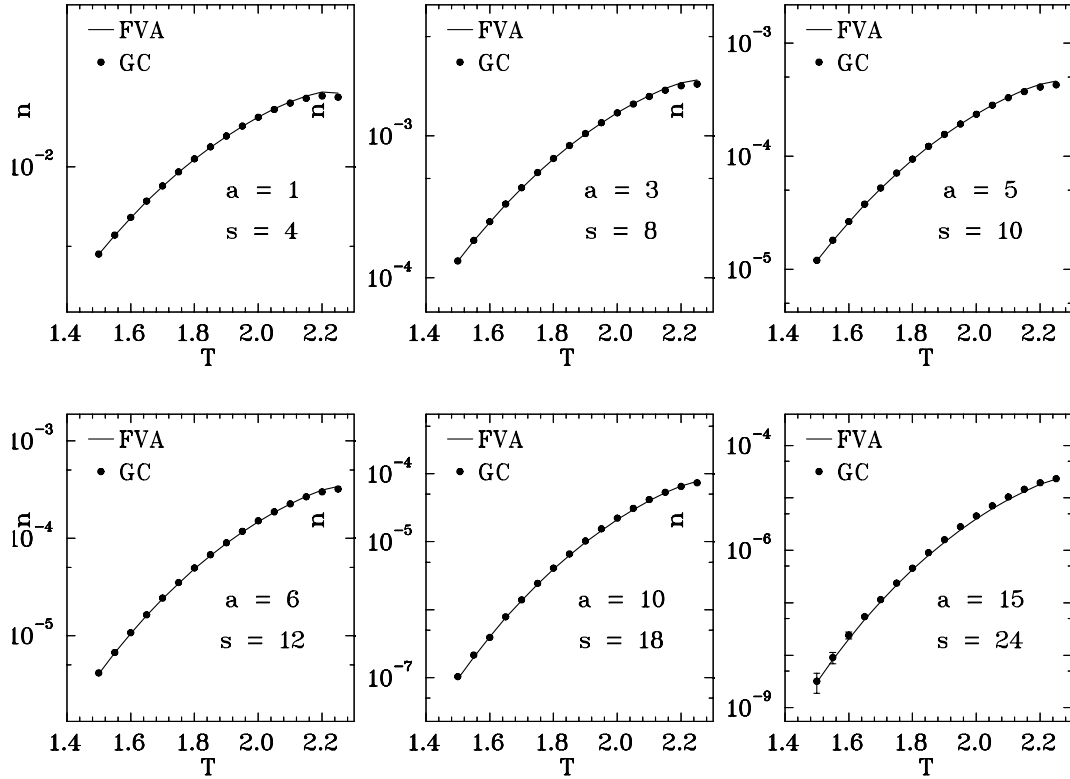 FVA
GC
n
10⁻²
a = 1
s = 4
1.4 1.6 1.8 2.0 2.2
T
FVA
GC
n
10⁻³
10⁻⁴
a = 3
s = 8
1.4 1.6 1.8 2.0 2.2
T
10⁻³
FVA
GC
n
10⁻⁴
10⁻⁵
a = 5
s = 10
1.4 1.6 1.8 2.0 2.2
T
10⁻³
FVA
GC
n
10⁻⁴
10⁻⁵
a = 6
s = 12
1.4 1.6 1.8 2.0 2.2
T
FVA
GC
n
10⁻⁴
10⁻⁵
10⁻⁷
a = 10
s = 18
1.4 1.6 1.8 2.0 2.2
T
10⁻⁴
FVA
GC
n
10⁻⁶
10⁻⁹
a = 15
s = 24
1.4 1.6 1.8 2.0 2.2
T